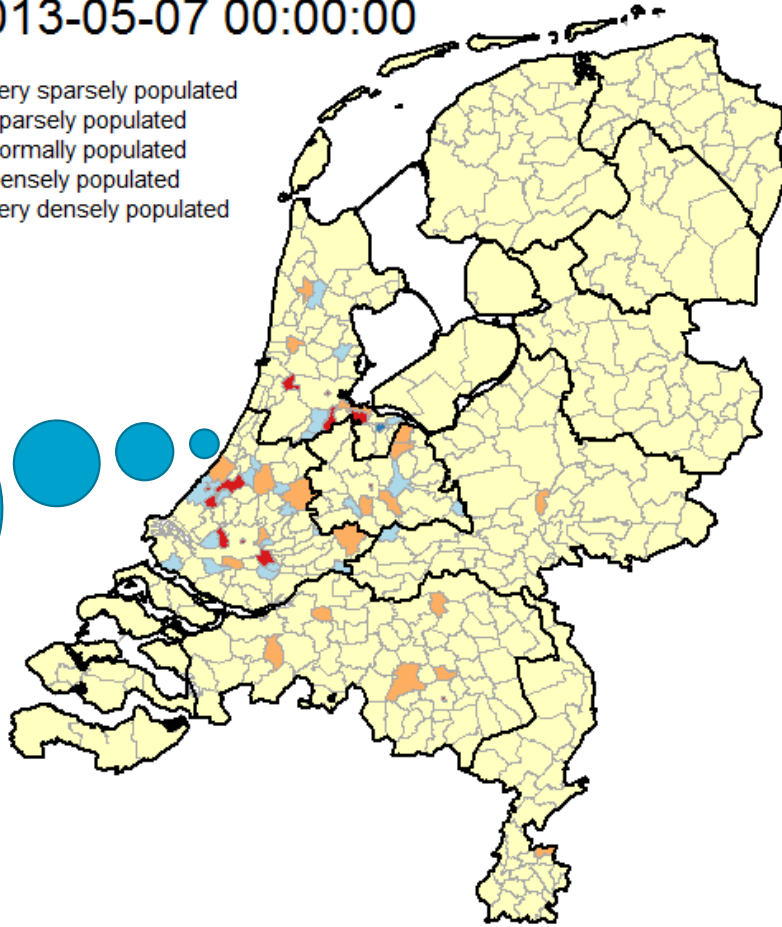 013-05-07 00:00:00
ery sparsely populated
parsely populated
ormally populated
ensely populated
ery densely populated